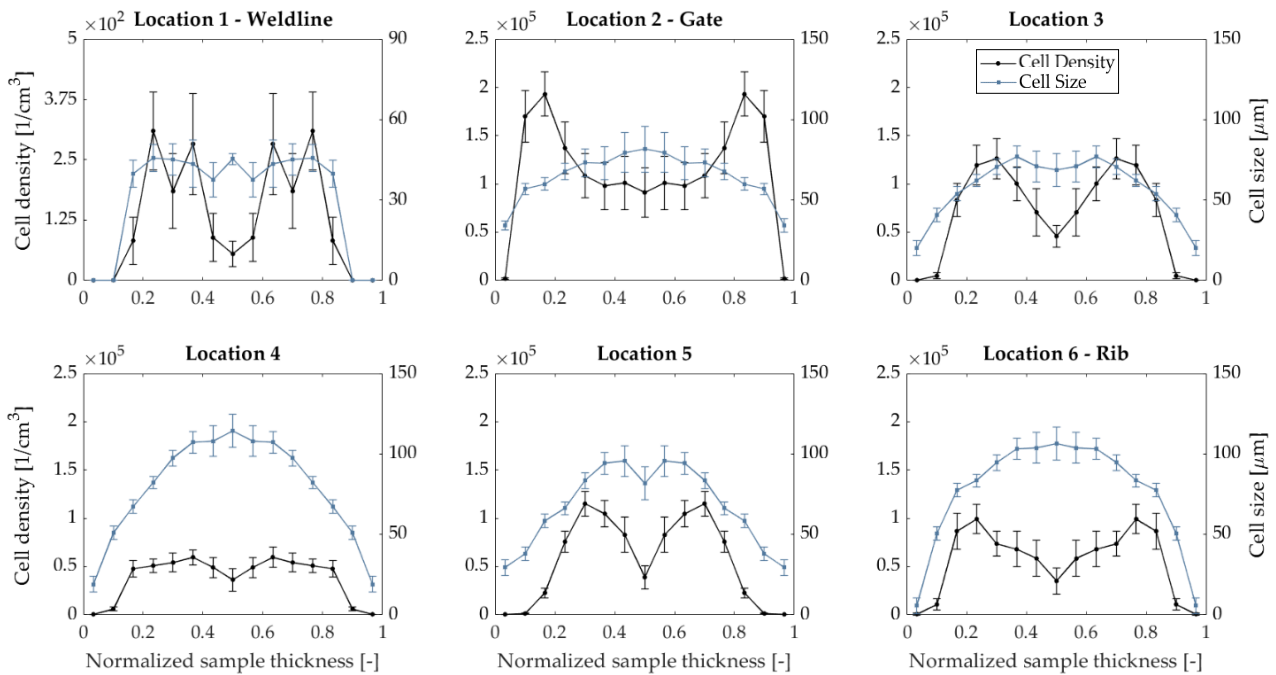 ×10² Location 1 - Weldline
5 90
3.75 60
2.5
1.25 30
0 0
0 0.2 0.4 0.6 0.8 1
Cell density [1/cm³]
×10⁵ Location 2 - Gate
2.5 150
2
1.5 100
1
0.5 50
0 0
0 0.2 0.4 0.6 0.8 1
×10⁵ Location 3
2.5 150
2
1.5 100
1
0.5 50
0 0
0 0.2 0.4 0.6 0.8 1
Cell Density
Cell Size
Cell size [μm]
×10⁵ Location 4
2.5 150
2
1.5 100
1
0.5 50
0 0
0 0.2 0.4 0.6 0.8 1
Cell density [1/cm³]
Normalized sample thickness [-]
×10⁵ Location 5
2.5 150
2
1.5 100
1
0.5 50
0 0
0 0.2 0.4 0.6 0.8 1
Normalized sample thickness [-]
×10⁵ Location 6 - Rib
2.5 150
2
1.5 100
1
0.5 50
0 0
0 0.2 0.4 0.6 0.8 1
Cell size [μm]
Normalized sample thickness [-]